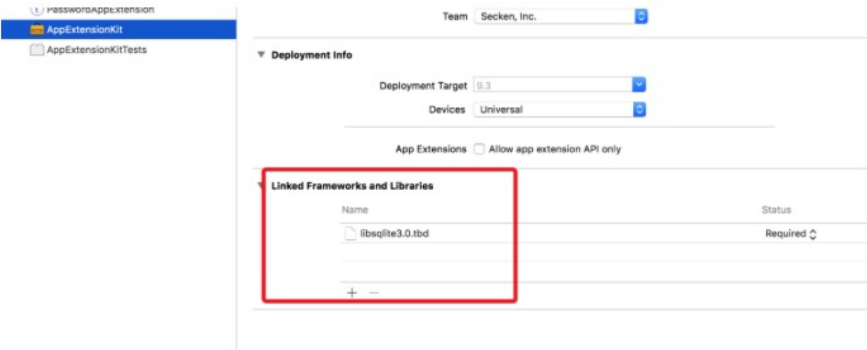 PasswordAppExtension
AppExtensionKit
AppExtensionKitTests
Team Secken, Inc.
Deployment Info
Deployment Target 9.3
Devices Universal
App Extensions Allow app extension API only
Linked Frameworks and Libraries
Name Status
libsqlite3.0.tbd Required